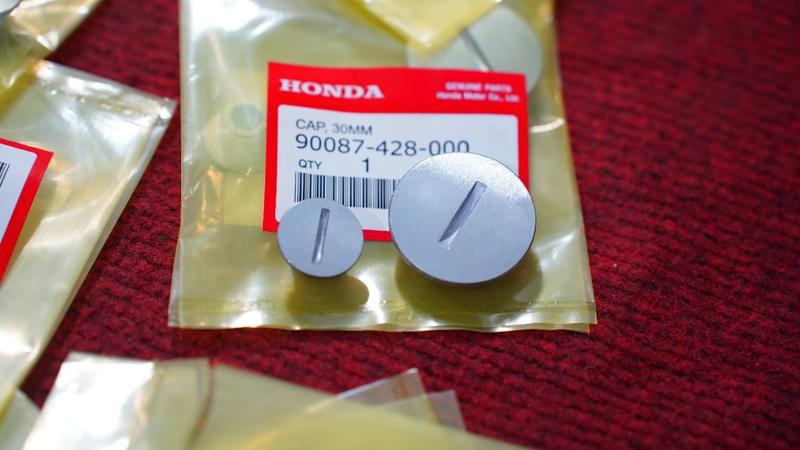 HONDA
GENUINE PARTS
Honda Motor Co., Ltd.
CAP, 30MM
90087-428-000
QTY 1